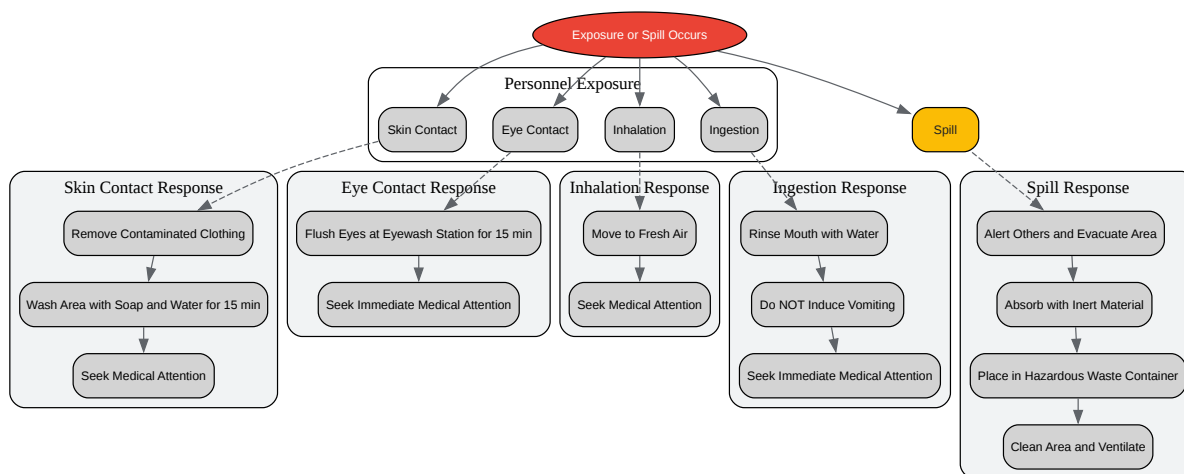 Exposure or Spill Occurs
Personnel Exposure
Skin Contact
Eye Contact
Inhalation
Ingestion
Spill
Skin Contact Response
Remove Contaminated Clothing
Wash Area with Soap and Water for 15 min
Seek Medical Attention
Eye Contact Response
Flush Eyes at Eyewash Station for 15 min
Seek Immediate Medical Attention
Inhalation Response
Move to Fresh Air
Seek Medical Attention
Ingestion Response
Rinse Mouth with Water
Do NOT Induce Vomiting
Seek Immediate Medical Attention
Spill Response
Alert Others and Evacuate Area
Absorb with Inert Material
Place in Hazardous Waste Container
Clean Area and Ventilate